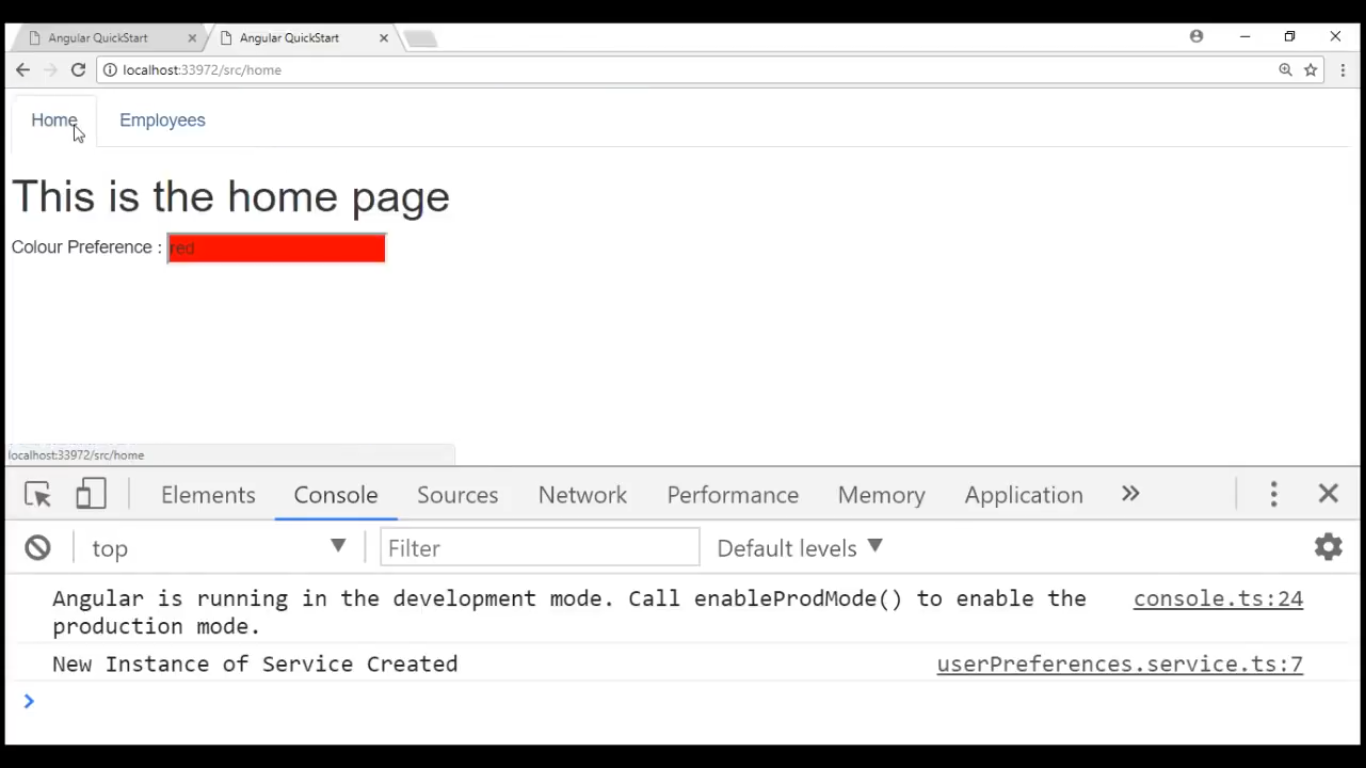 Angular QuickStart
Angular QuickStart
localhost:33972/src/home
Home Employees
This is the home page
Colour Preference : red
localhost:33972/src/home
Elements Console Sources Network Performance Memory Application
top Filter Default levels
Angular is running in the development mode. Call enableProdMode() to enable the console.ts:24
production mode.
New Instance of Service Created userPreferences.service.ts:7